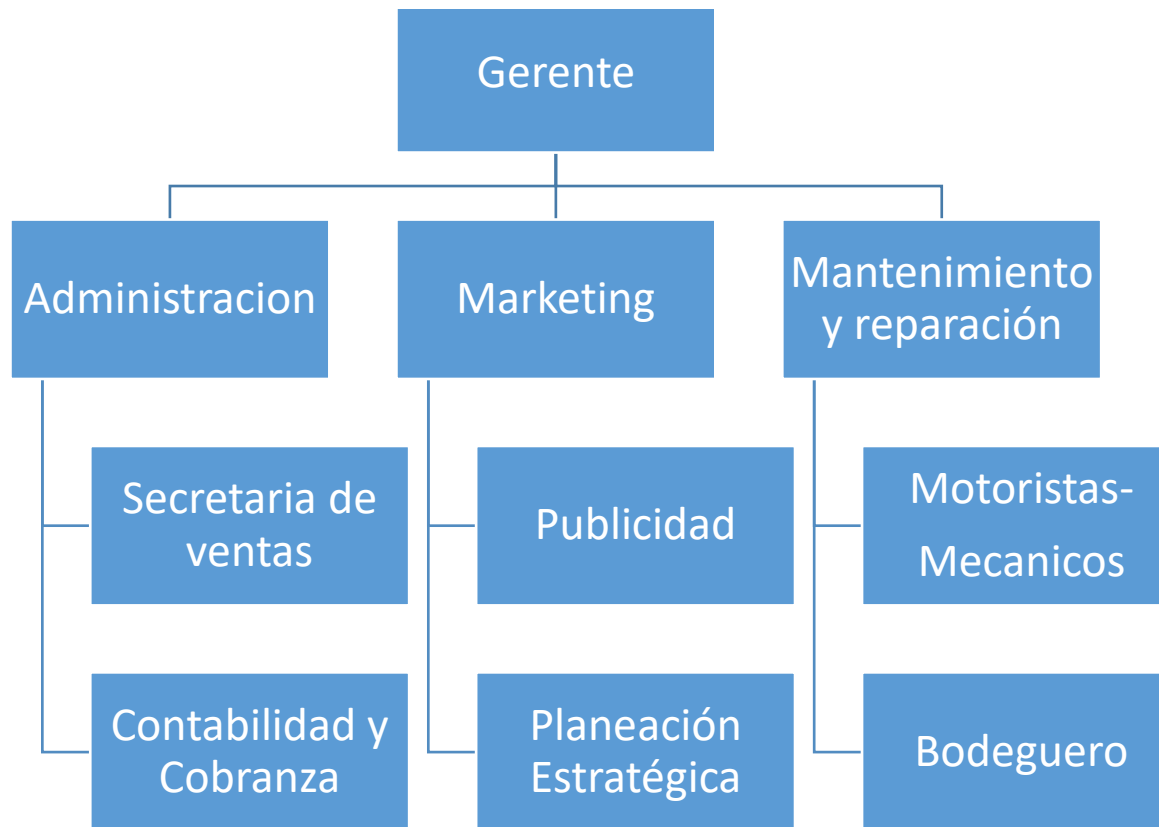 Gerente
Administracion
Marketing
Mantenimiento
y reparación
Secretaria de
ventas
Publicidad
Motoristas-
Mecanicos
Contabilidad y
Cobranza
Planeación
Estratégica
Bodeguero